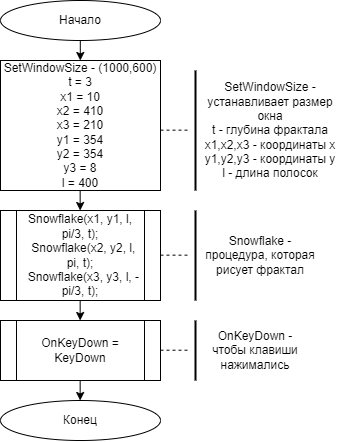 Начало
SetWindowSize - (1000,600)
t = 3
x1 = 10
x2 = 410
x3 = 210
y1 = 354
y2 = 354
y3 = 8
l = 400
SetWindowSize -
устанавливает размер
окна
t - глубина фрактала
x1,x2,x3 - координаты x
y1,y2,y3 - координаты y
l - длина полосок
Snowflake(x1, y1, l,
pi/3, t);
Snowflake(x2, y2, l,
pi, t);
Snowflake(x3, y3, l, -
pi/3, t);
Snowflake -
процедура, которая
рисует фрактал
OnKeyDown =
KeyDown
OnKeyDown -
чтобы клавиши
нажимались
Конец